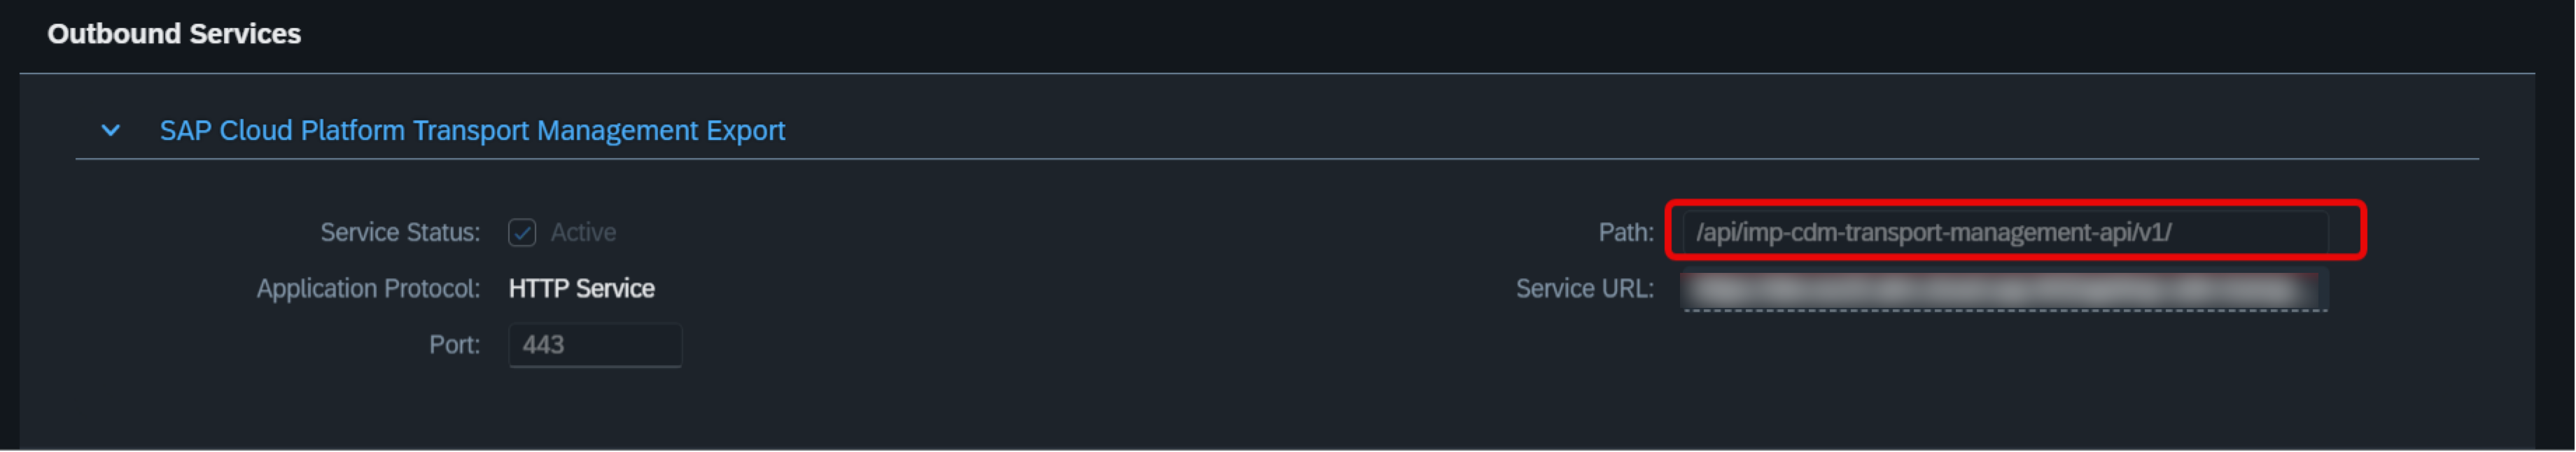 Outbound Services
SAP Cloud Platform Transport Management Export
Service Status: Active
Path: /api/imp-cdm-transport-management-api/v1/
Application Protocol: HTTP Service
Service URL:
Port: 443